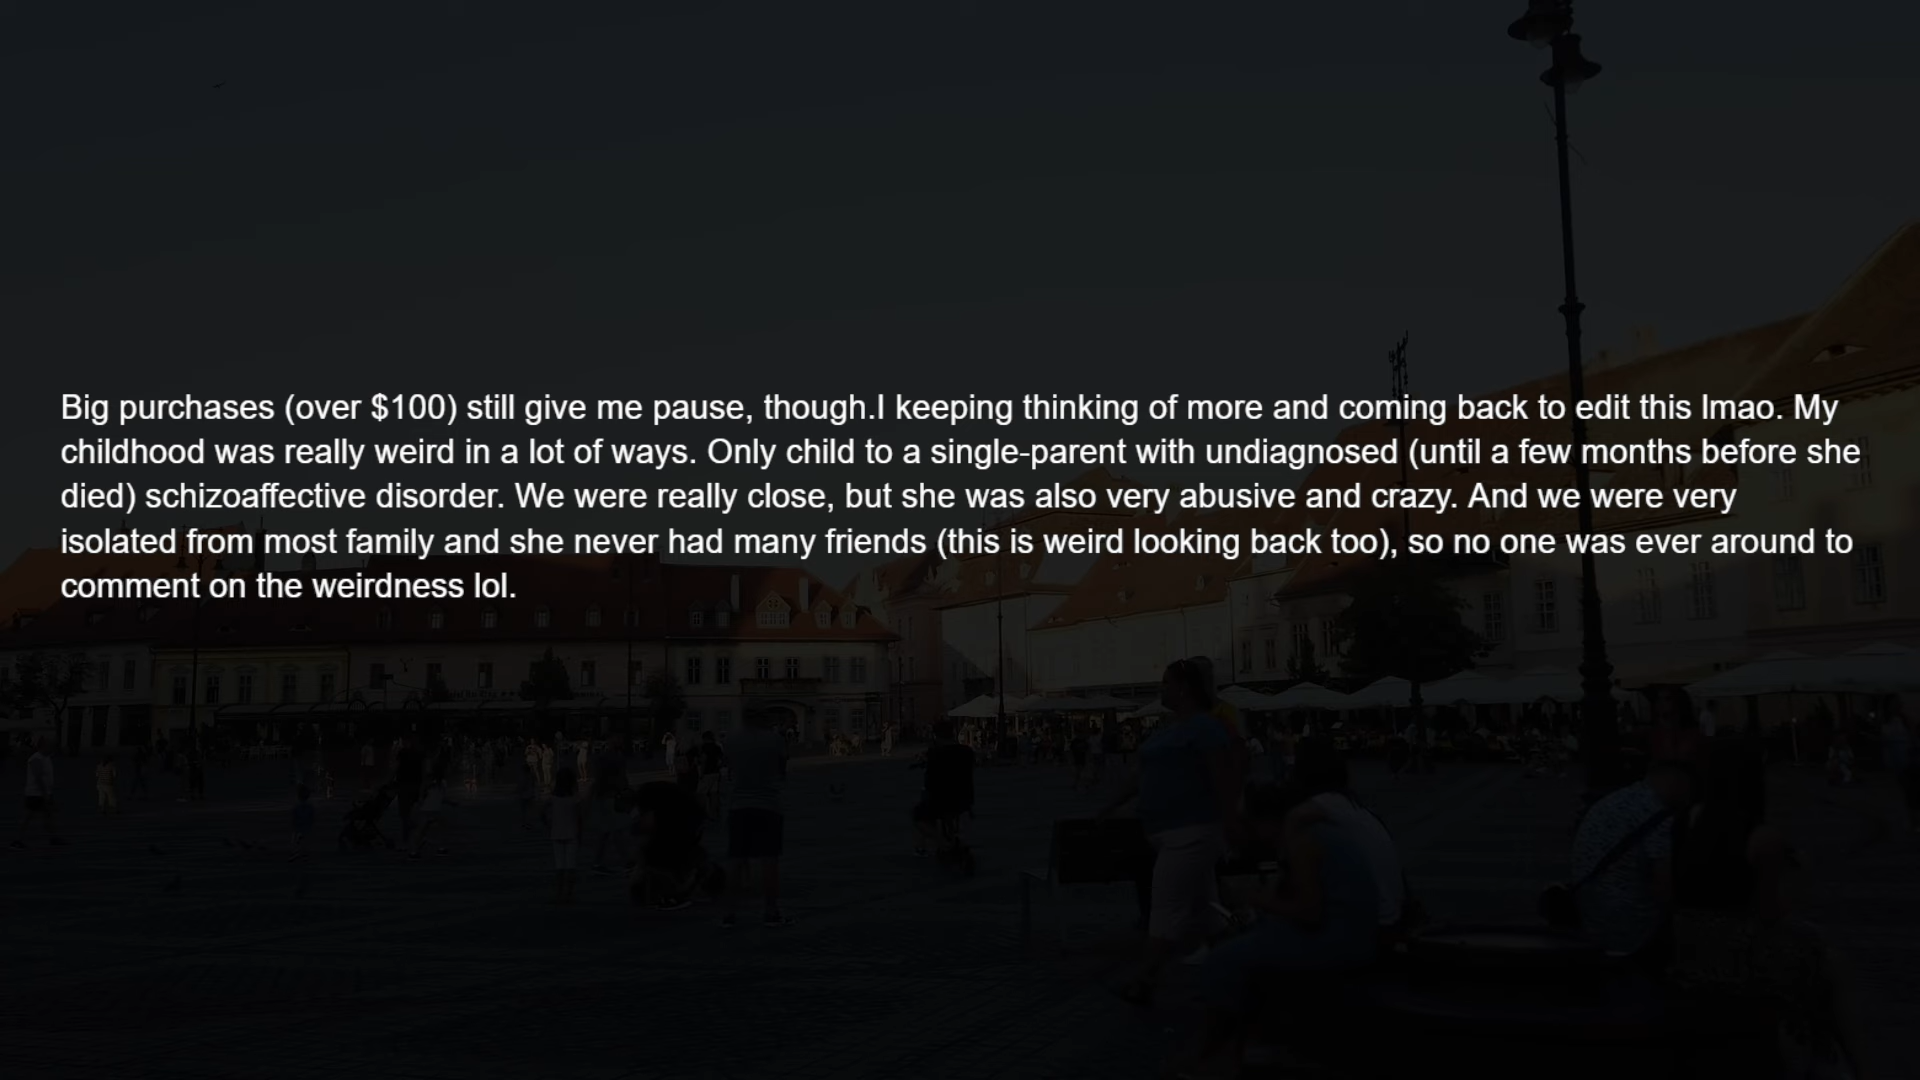 Big purchases (over $100) still give me pause, though.I keeping thinking of more and coming back to edit this lmao. My
childhood was really weird in a lot of ways. Only child to a single-parent with undiagnosed (until a few months before she
died) schizoaffective disorder. We were really close, but she was also very abusive and crazy. And we were very
isolated from most family and she never had many friends (this is weird looking back too), so no one was ever around to
comment on the weirdness lol.